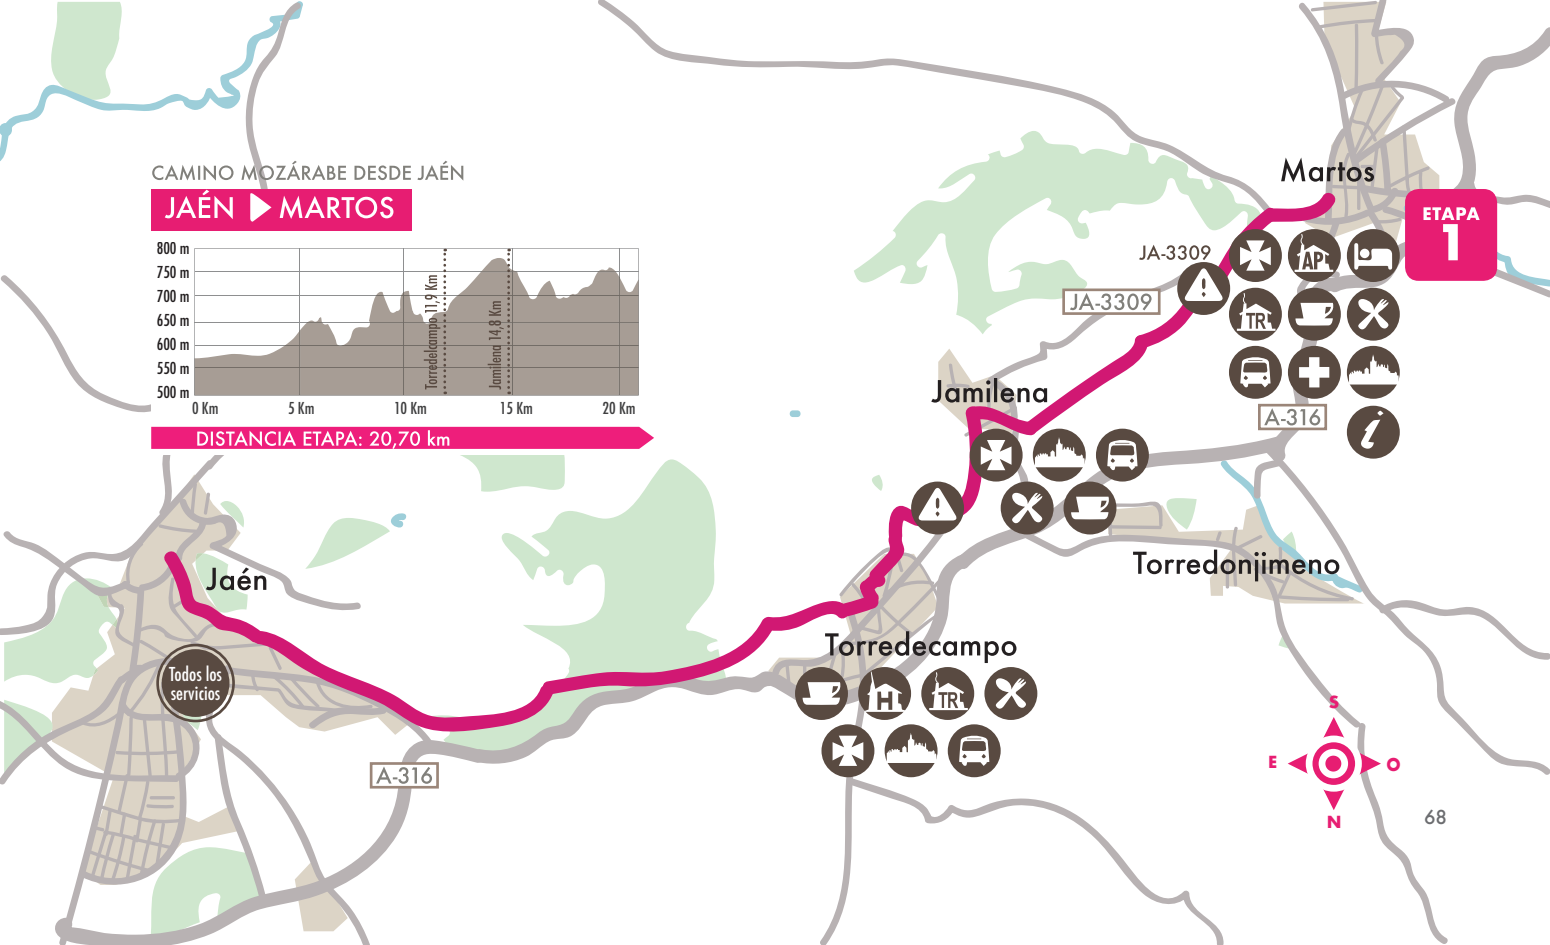 CAMINO MOZÁRABE DESDE JAÉN
JAÉN MARTOS
800 m
750 m
700 m
650 m
600 m
550 m
500 m
Torredelcampo 11,9 Km
Jamilena 14,8 Km
0 Km
5 Km
10 Km
15 Km
20 Km
DISTANCIA ETAPA: 20,70 km
Martos
ETAPA
1
JA-3309
JA-3309
AP
TR
A-316
i
Jamilena
Torredonjimeno
Jaén
Todos los
servicios
Torredecampo
H
TR
A-316
S
E
O
N
68